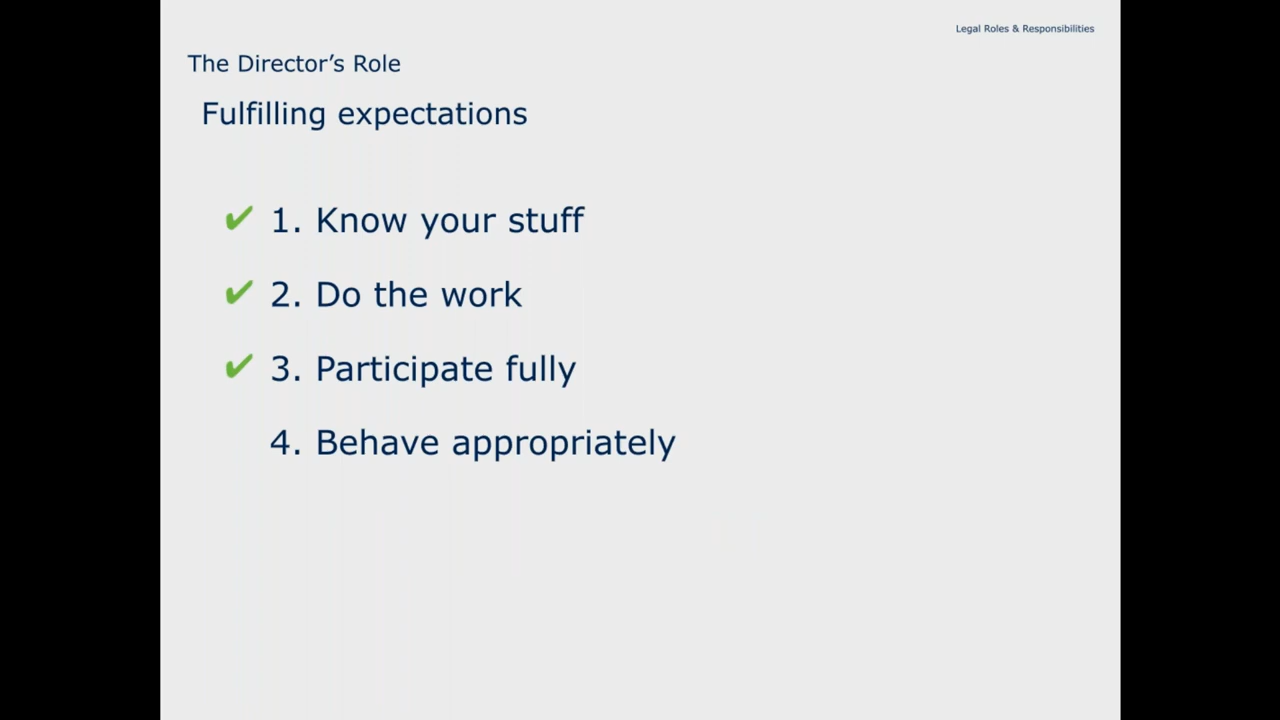 Legal Roles & Responsibilities
The Director’s Role
Fulfilling expectations
✔ 1. Know your stuff
✔ 2. Do the work
✔ 3. Participate fully
4. Behave appropriately